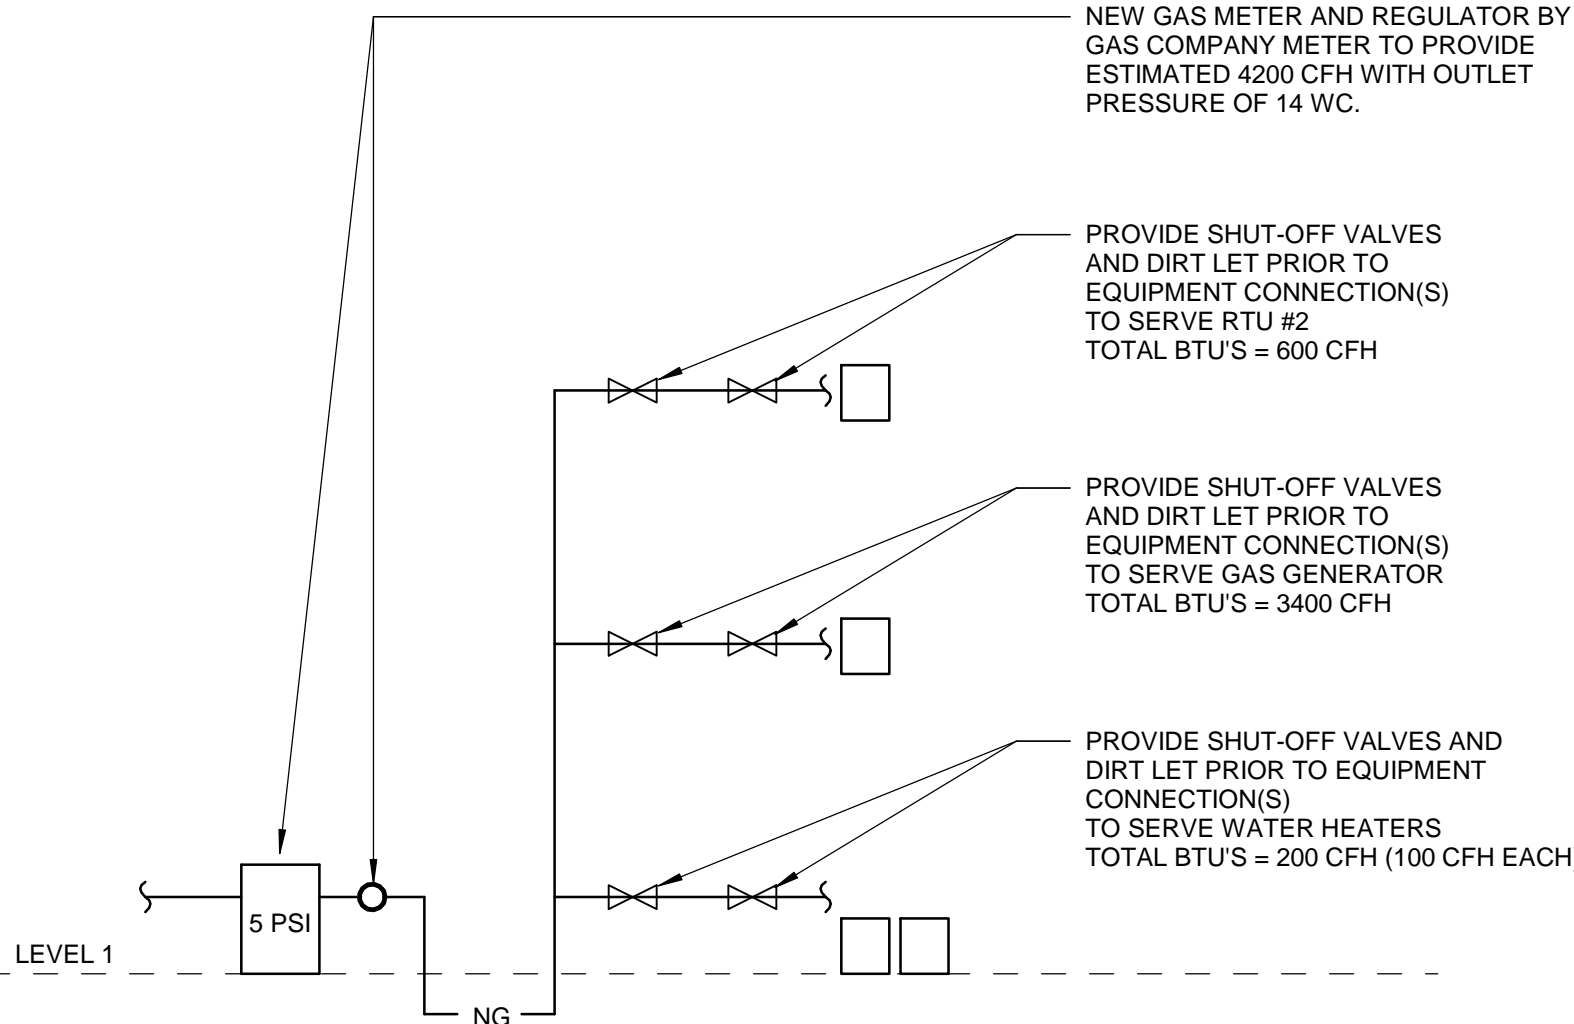 NEW GAS METER AND REGULATOR BY
GAS COMPANY METER TO PROVIDE
ESTIMATED 4200 CFH WITH OUTLET
PRESSURE OF 14 WC.
PROVIDE SHUT-OFF VALVES
AND DIRT LET PRIOR TO
EQUIPMENT CONNECTION(S)
TO SERVE RTU #2
TOTAL BTU'S = 600 CFH
PROVIDE SHUT-OFF VALVES
AND DIRT LET PRIOR TO
EQUIPMENT CONNECTION(S)
TO SERVE GAS GENERATOR
TOTAL BTU'S = 3400 CFH
PROVIDE SHUT-OFF VALVES AND
DIRT LET PRIOR TO EQUIPMENT
CONNECTION(S)
TO SERVE WATER HEATERS
TOTAL BTU'S = 200 CFH (100 CFH EACH)
5 PSI
LEVEL 1
NG